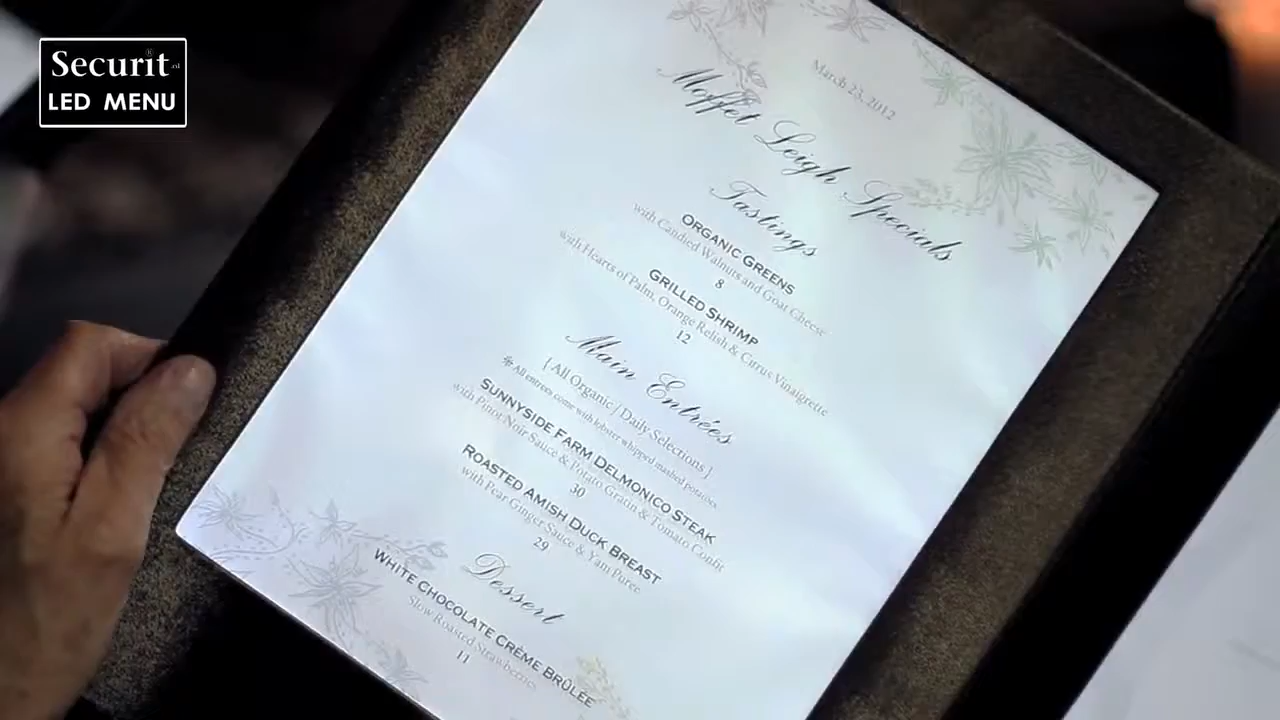 Securit.nl
LED MENU
March 23, 2012
Moffet Leigh Specials
Tastings
ORGANIC GREENS
with Candied Walnuts and Goat Cheese
8
GRILLED SHRIMP
with Hearts of Palm, Orange Relish & Citrus Vinaigrette
12
Main Entrées
[ All Organic | Daily Selections ]
All entrees come with lobster whipped mashed potatoes
SUNNYSIDE FARM DELMONICO STEAK
with Pinot Noir Sauce & Potato Gratin & Tomato Confit
30
ROASTED AMISH DUCK BREAST
with Pear Ginger Sauce & Yam Puree
29
Dessert
WHITE CHOCOLATE CRÈME BRÛLÉE
Slow Roasted Strawberries
11